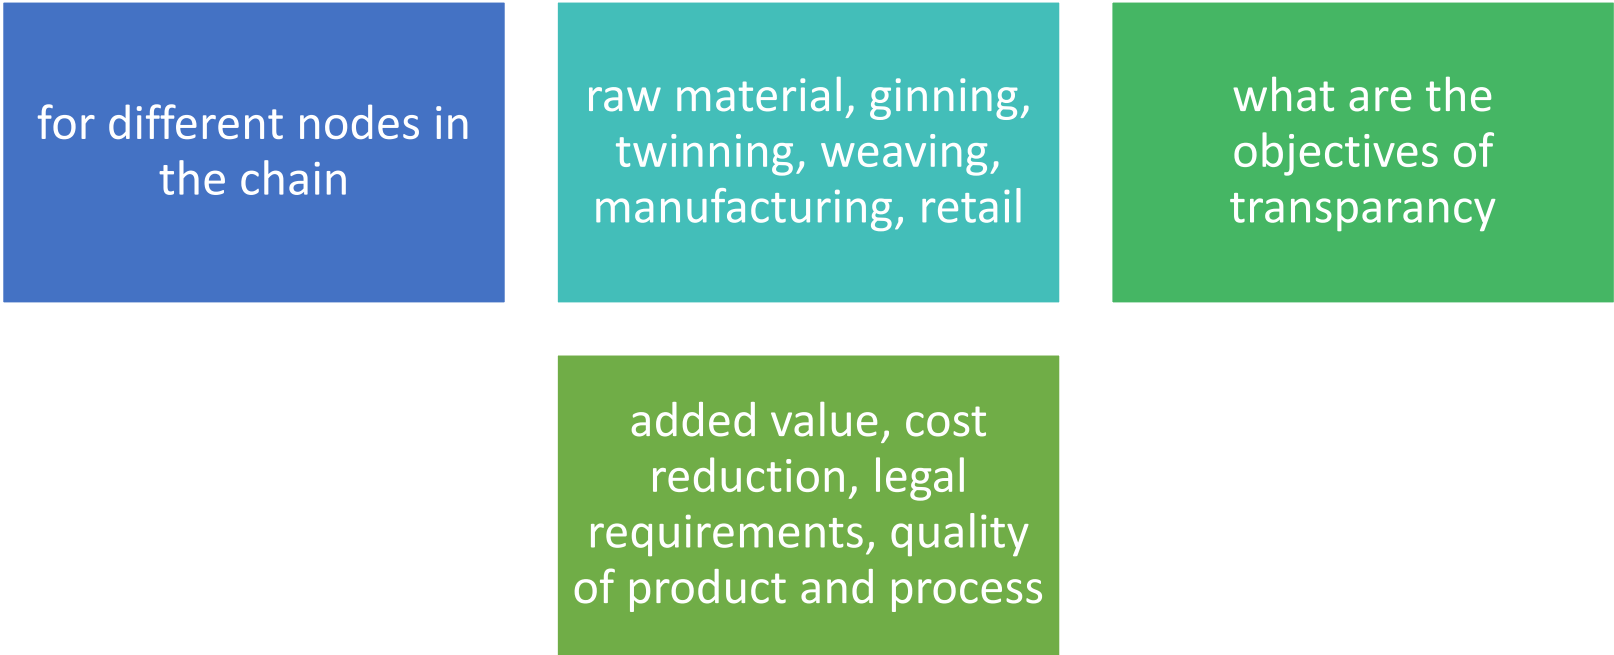 for different nodes in
the chain
raw material, ginning,
twinning, weaving,
manufacturing, retail
what are the
objectives of
transparancy
added value, cost
reduction, legal
requirements, quality
of product and process